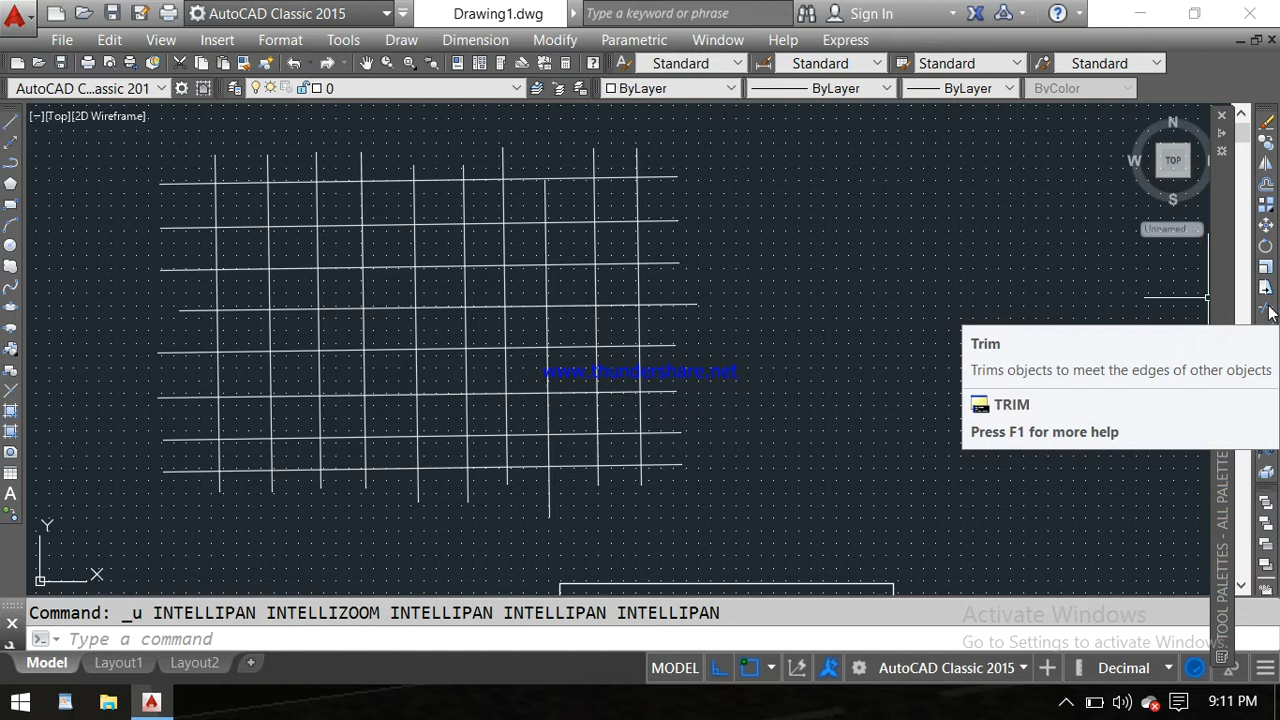 AutoCAD Classic 2015
Drawing1.dwg
Type a keyword or phrase
Sign In
File Edit View Insert Format Tools Draw Dimension Modify Parametric Window Help Express
Standard Standard Standard Standard
AutoCAD C...assic 201 0 ByLayer ByLayer ByLayer ByColor
[−][Top][2D Wireframe]
N
W TOP
S
Unnamed
Trim
Trims objects to meet the edges of other objects
TRIM
Press F1 for more help
www.thundershare.net
Y
X
TOOL PALETTES - ALL PALETTES
Command: _u INTELLIPAN INTELLIZOOM INTELLIPAN INTELLIPAN INTELLIPAN
Type a command
Activate Windows
Go to Settings to activate Windows.
Model Layout1 Layout2
MODEL AutoCAD Classic 2015 Decimal
9:11 PM